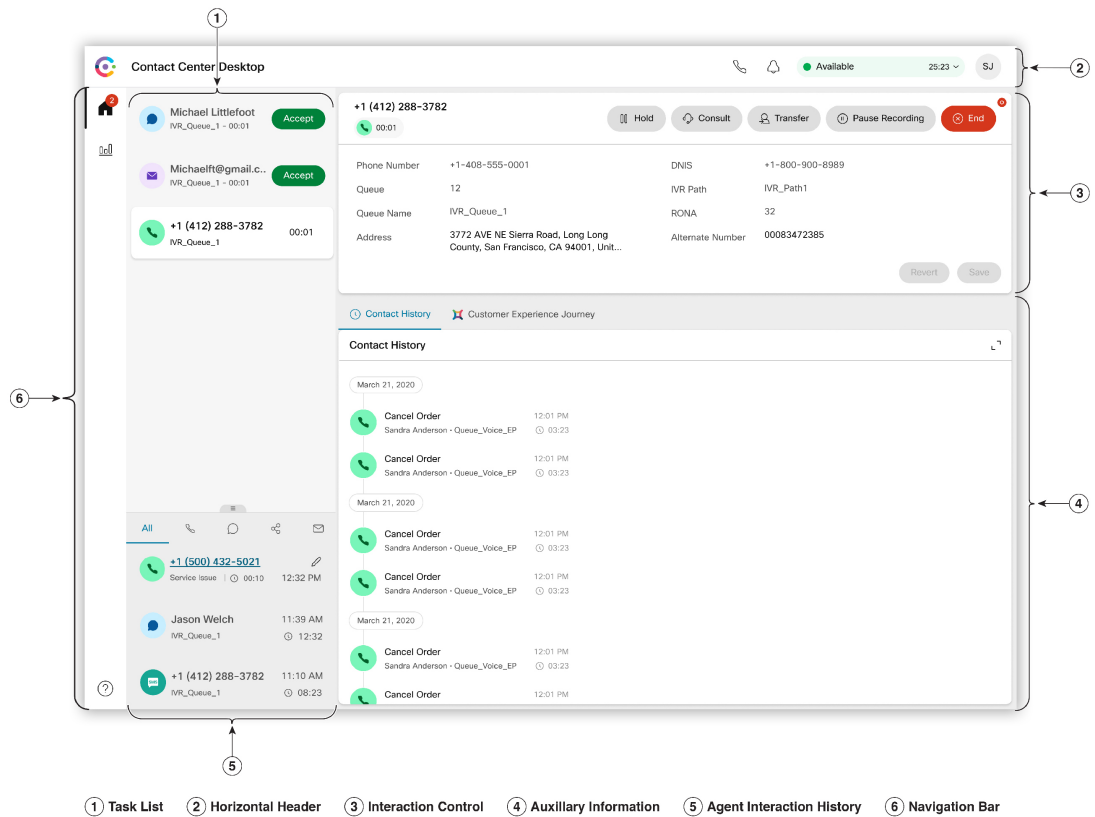 1
Contact Center Desktop
Available 25:23 SJ
2
2
Michael Littlefoot
IVR_Queue_1 - 00:01
Accept
Michaelft@gmail.c..
IVR_Queue_1 - 00:01
Accept
+1 (412) 288-3782
IVR_Queue_1
00:01
+1 (412) 288-3782
00:01
Hold Consult Transfer Pause Recording End
Phone Number +1-408-555-0001 DNIS +1-800-900-8989
Queue 12 IVR Path IVR_Path1
Queue Name IVR_Queue_1 RONA 32
Address 3772 AVE NE Sierra Road, Long Long Alternate Number 00083472385
County, San Francisco, CA 94001, Unit...
Revert Save
3
Contact History Customer Experience Journey
Contact History
March 21, 2020
Cancel Order 12:01 PM
Sandra Anderson • Queue_Voice_EP 03:23
Cancel Order 12:01 PM
Sandra Anderson • Queue_Voice_EP 03:23
March 21, 2020
Cancel Order 12:01 PM
Sandra Anderson • Queue_Voice_EP 03:23
Cancel Order 12:01 PM
Sandra Anderson • Queue_Voice_EP 03:23
March 21, 2020
Cancel Order 12:01 PM
Sandra Anderson • Queue_Voice_EP 03:23
Cancel Order 12:01 PM
4
6
All
+1 (500) 432-5021
Service issue | 00:10 12:32 PM
Jason Welch 11:39 AM
IVR_Queue_1 12:32
+1 (412) 288-3782 11:10 AM
IVR_Queue_1 08:23
?
5
1 Task List 2 Horizontal Header 3 Interaction Control 4 Auxillary Information 5 Agent Interaction History 6 Navigation Bar